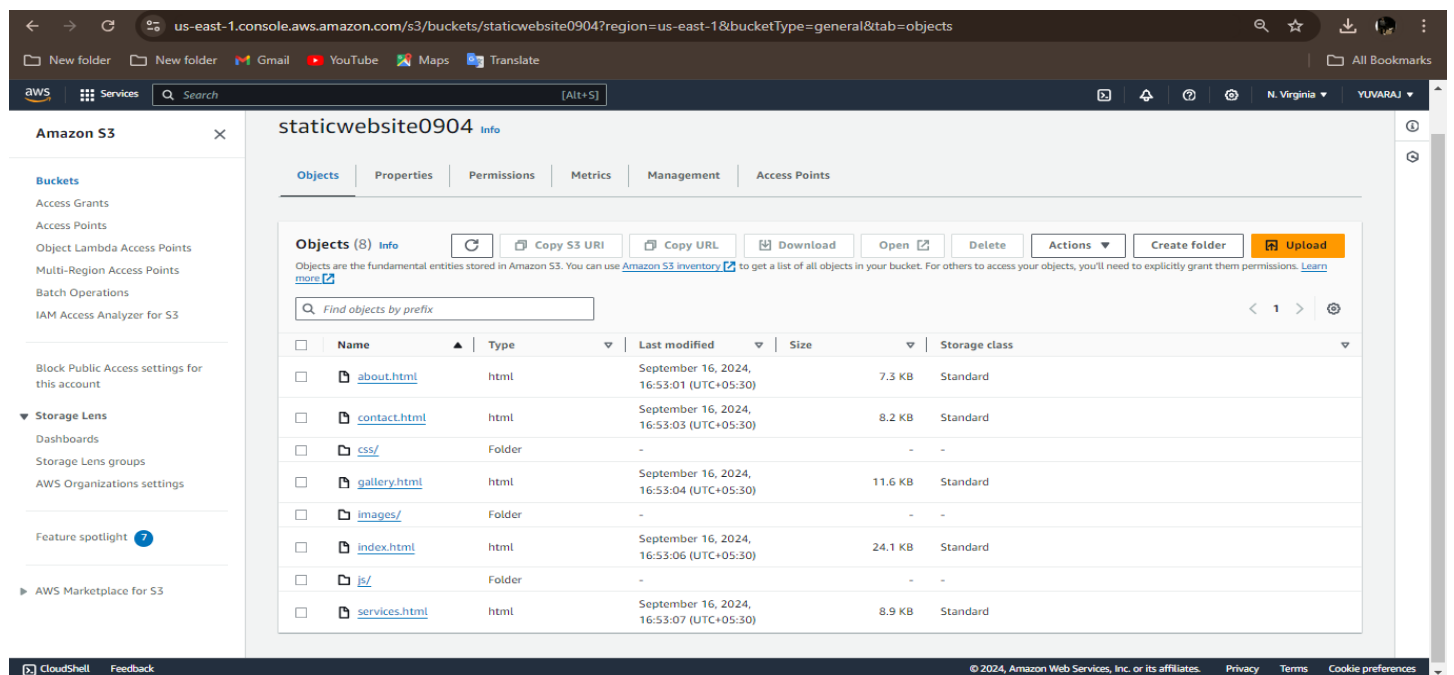 us-east-1.console.aws.amazon.com/s3/buckets/staticwebsite0904?region=us-east-1&bucketType=general&tab=objects
New folder New folder Gmail YouTube Maps Translate All Bookmarks
aws Services Search [Alt+S] N. Virginia ▼ YUVARAJ ▼
Amazon S3
Buckets
Access Grants
Access Points
Object Lambda Access Points
Multi-Region Access Points
Batch Operations
IAM Access Analyzer for S3
Block Public Access settings for
this account
Storage Lens
Dashboards
Storage Lens groups
AWS Organizations settings
Feature spotlight 7
AWS Marketplace for S3
staticwebsite0904 Info
Objects Properties Permissions Metrics Management Access Points
Objects (8) Info Copy S3 URI Copy URL Download Open Delete Actions ▼ Create folder Upload
Objects are the fundamental entities stored in Amazon S3. You can use Amazon S3 inventory to get a list of all objects in your bucket. For others to access your objects, you'll need to explicitly grant them permissions. Learn
more
Find objects by prefix 1
Name Type Last modified Size Storage class
about.html html September 16, 2024, 7.3 KB Standard
16:53:01 (UTC+05:30)
contact.html html September 16, 2024, 8.2 KB Standard
16:53:03 (UTC+05:30)
css/ Folder - - -
gallery.html html September 16, 2024, 11.6 KB Standard
16:53:04 (UTC+05:30)
images/ Folder - - -
index.html html September 16, 2024, 24.1 KB Standard
16:53:06 (UTC+05:30)
js/ Folder - - -
services.html html September 16, 2024, 8.9 KB Standard
16:53:07 (UTC+05:30)
CloudShell Feedback © 2024, Amazon Web Services, Inc. or its affiliates. Privacy Terms Cookie preferences